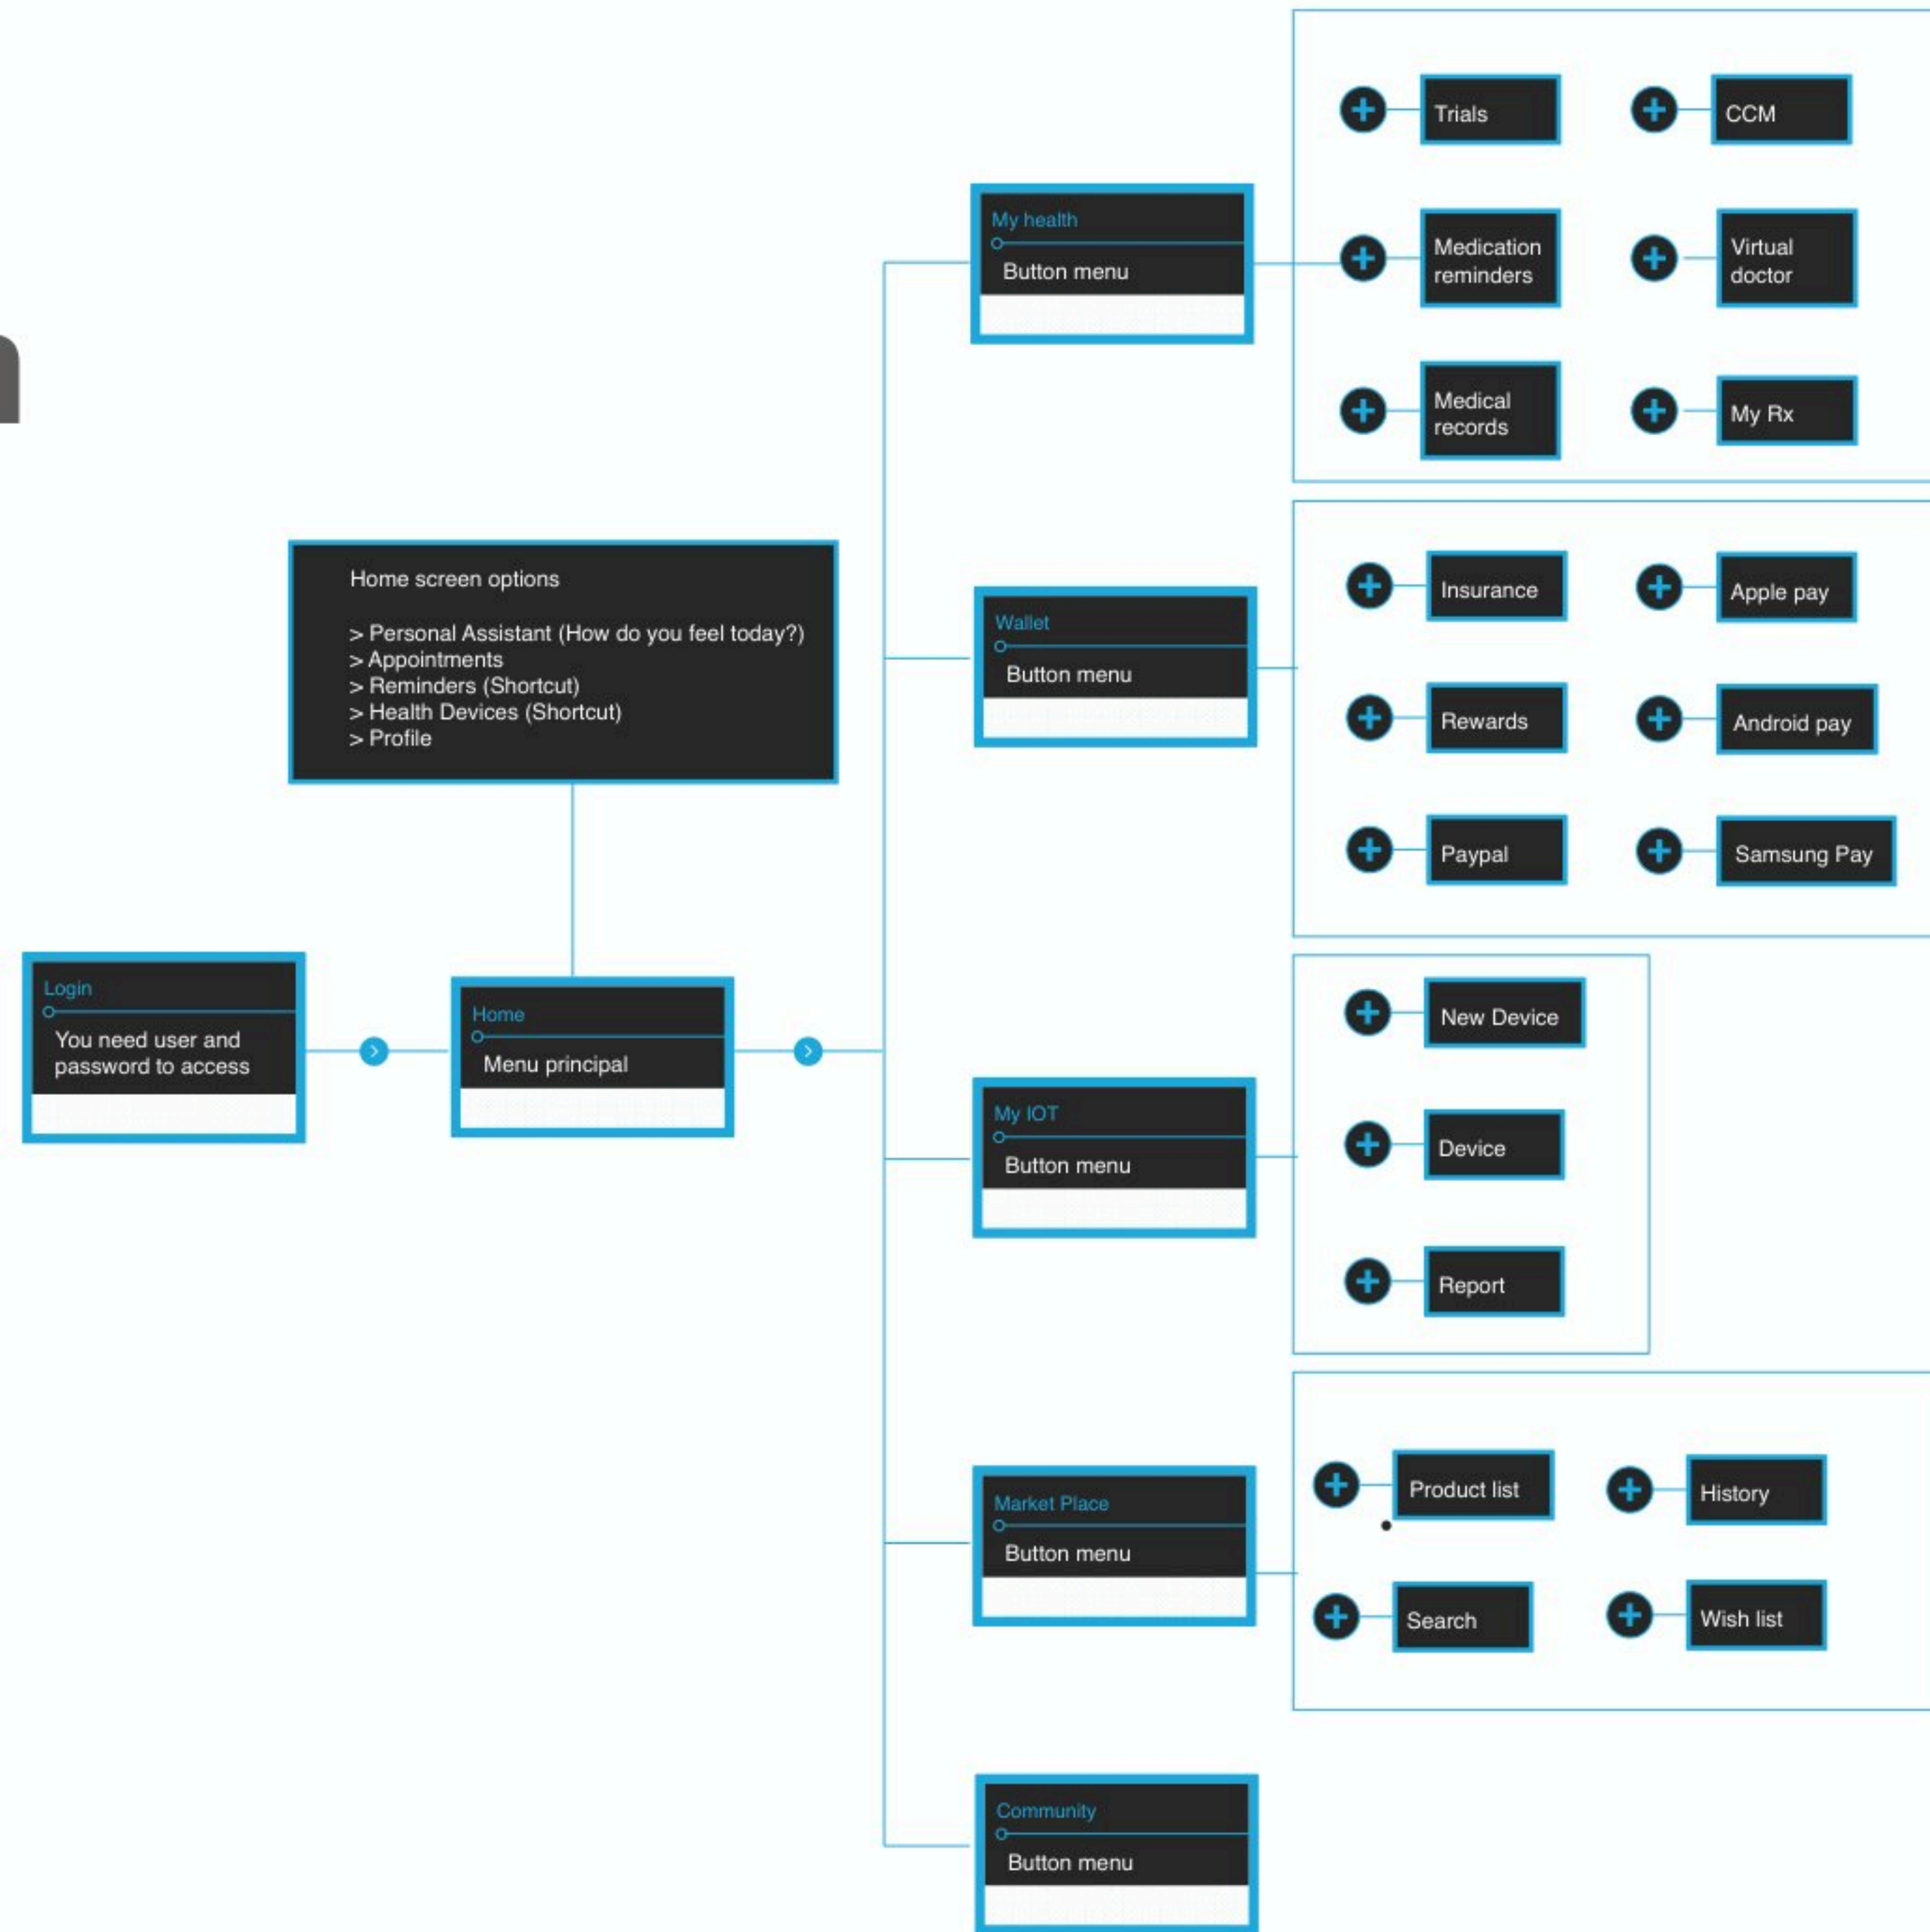 Trials
CCM
My health
Button menu
Medication
reminders
Virtual
doctor
Medical
records
My Rx
Home screen options
> Personal Assistant (How do you feel today?)
> Appointments
> Reminders (Shortcut)
> Health Devices (Shortcut)
> Profile
Wallet
Button menu
Insurance
Apple pay
Rewards
Android pay
Paypal
Samsung Pay
Login
You need user and
password to access
Home
Menu principal
My IOT
Button menu
New Device
Device
Report
Market Place
Button menu
Product list
History
Search
Wish list
Community
Button menu